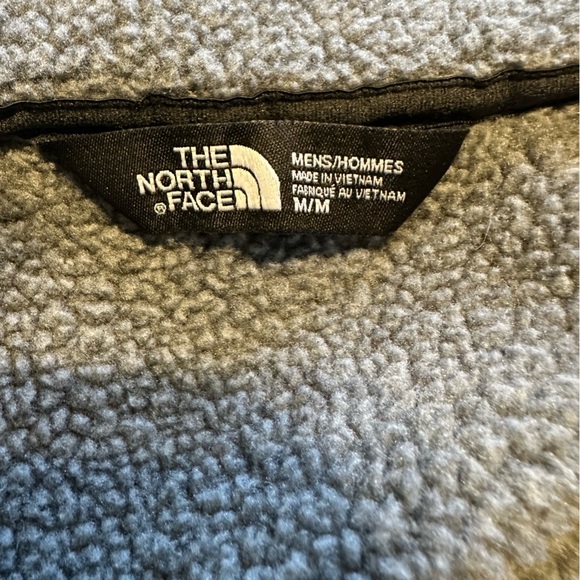 THE
NORTH
FACE
®
MENS/HOMMES
MADE IN VIETNAM
FABRIQUÉ AU VIETNAM
M/M